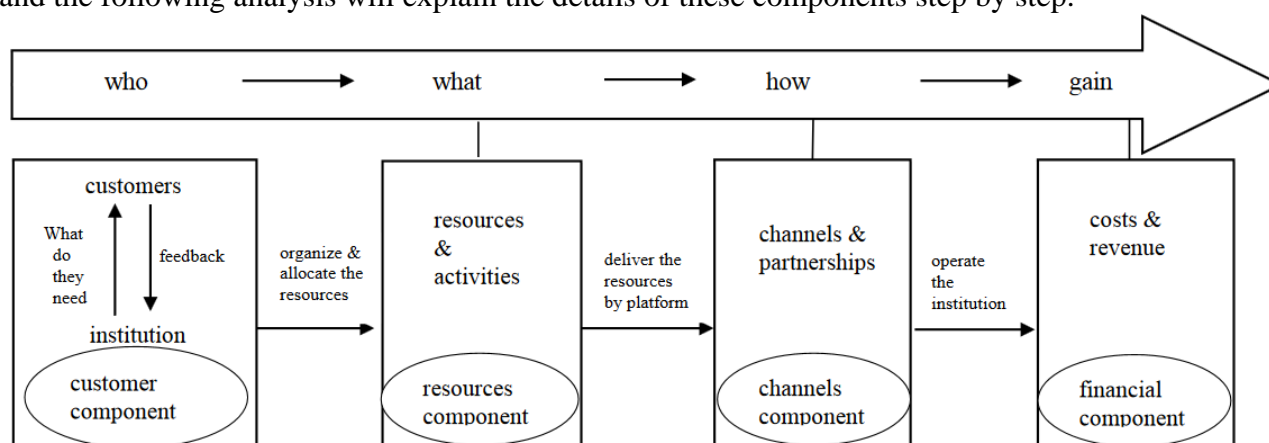 and the following analysis will explain the details of these components step by step.
who what how gain
customers
What
do
they
need
feedback
institution
customer
component
organize &
allocate the
resources
resources
&
activities
resources
component
deliver the
resources
by platform
channels &
partnerships
channels
component
operate
the
institution
costs &
revenue
financial
component